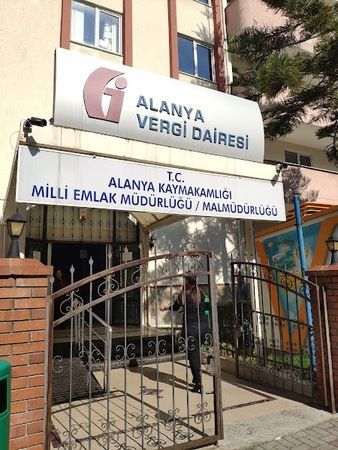 ALANYA
VERGİ DAİRESİ
T.C.
ALANYA KAYMAKAMLIĞI
MİLLİ EMLAK MÜDÜRLÜĞÜ / MALMÜDÜRLÜĞÜ